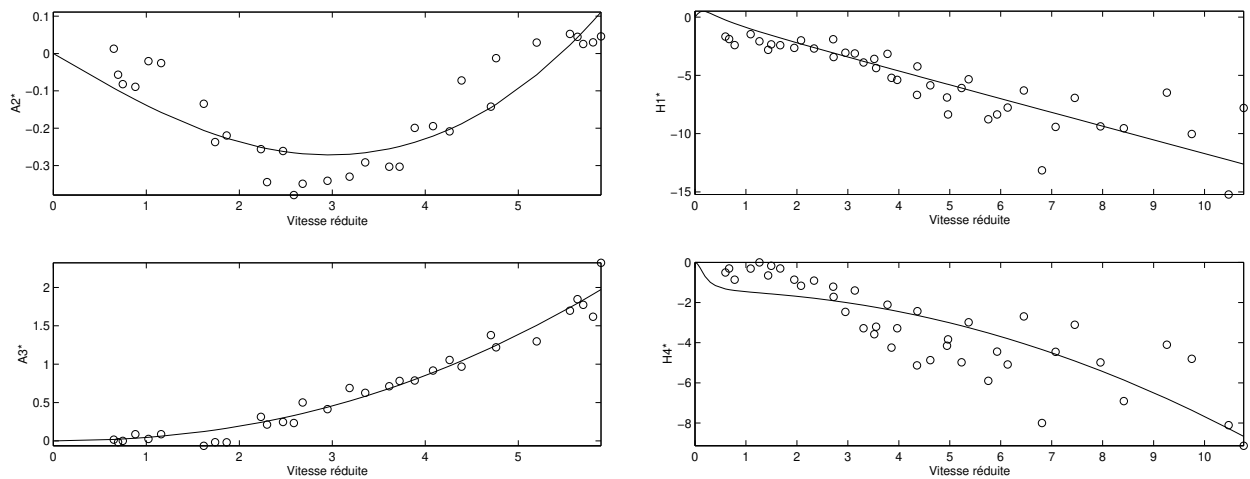 0.1
0
−0.1
−0.2
−0.3
A2*
0 1 2 3 4 5
Vitesse réduite
0
−5
−10
−15
H1*
0 1 2 3 4 5 6 7 8 9 10
Vitesse réduite
2
1.5
1
0.5
0
A3*
0 1 2 3 4 5
Vitesse réduite
0
−2
−4
−6
−8
H4*
0 1 2 3 4 5 6 7 8 9 10
Vitesse réduite